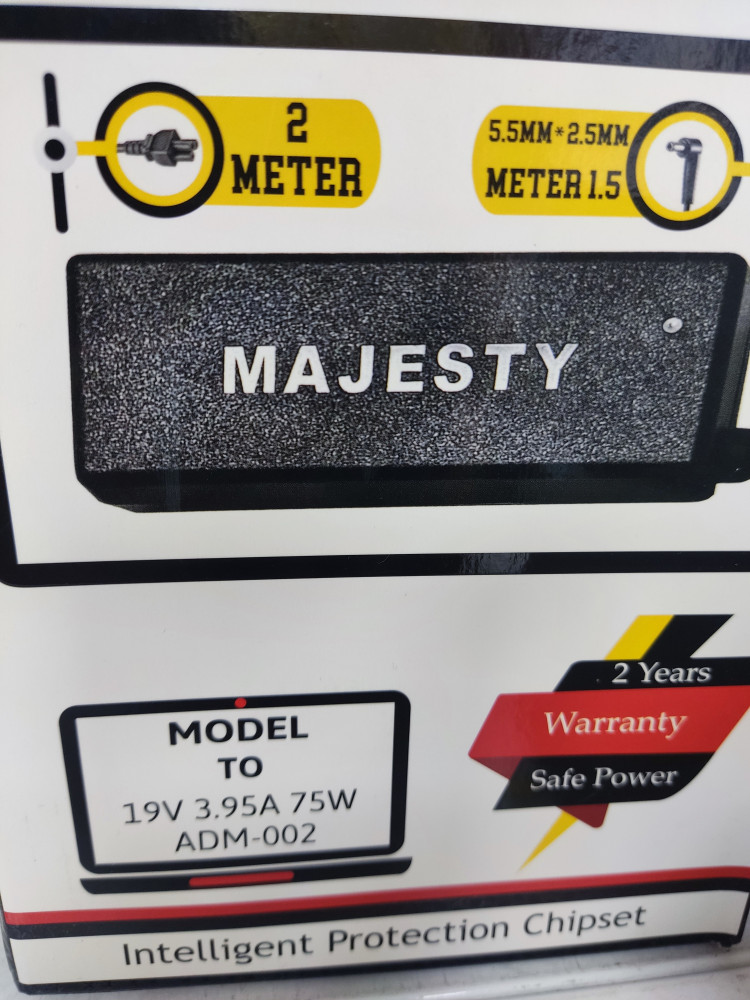 2
METER
5.5MM*2.5MM
METER 1.5
MAJESTY
MODEL
TO
19V 3.95A 75W
ADM-002
2 Years
Warranty
Safe Power
Intelligent Protection Chipset